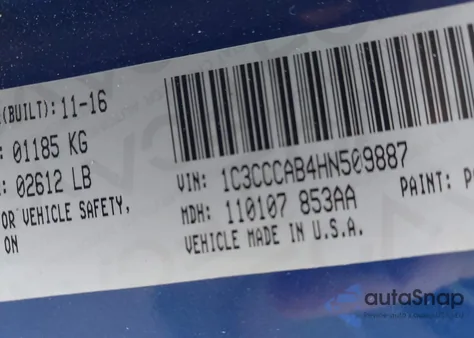 (BUILT): 11-16
01185 KG
02612 LB
OR VEHICLE SAFETY,
ON
VIN: 1C3CCCAB4HN509887
MDH: 110107 853AA
PAINT: P
VEHICLE MADE IN U.S.A.
autoSnap